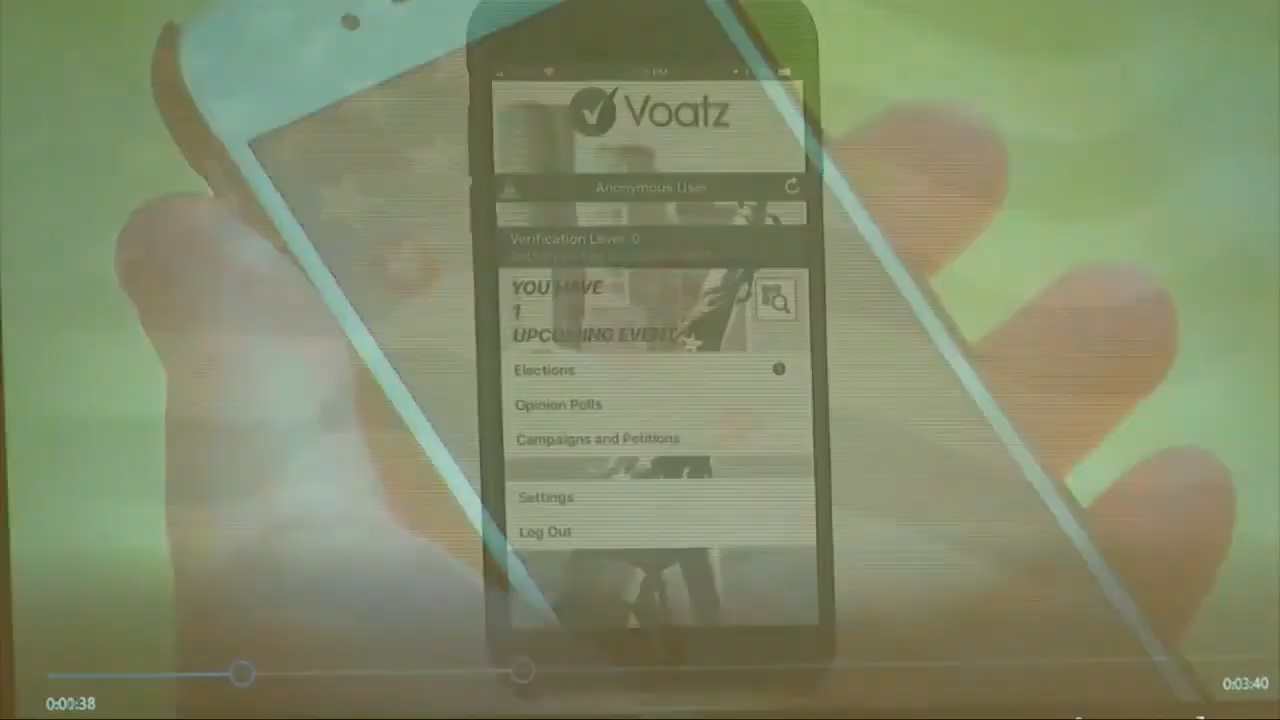 Voatz
Anonymous User
Verification Level: 0
YOU HAVE
1
UPCOMING EVENT
Elections
Opinion Polls
Campaigns and Petitions
Settings
Log Out
0:00:38
0:03:40